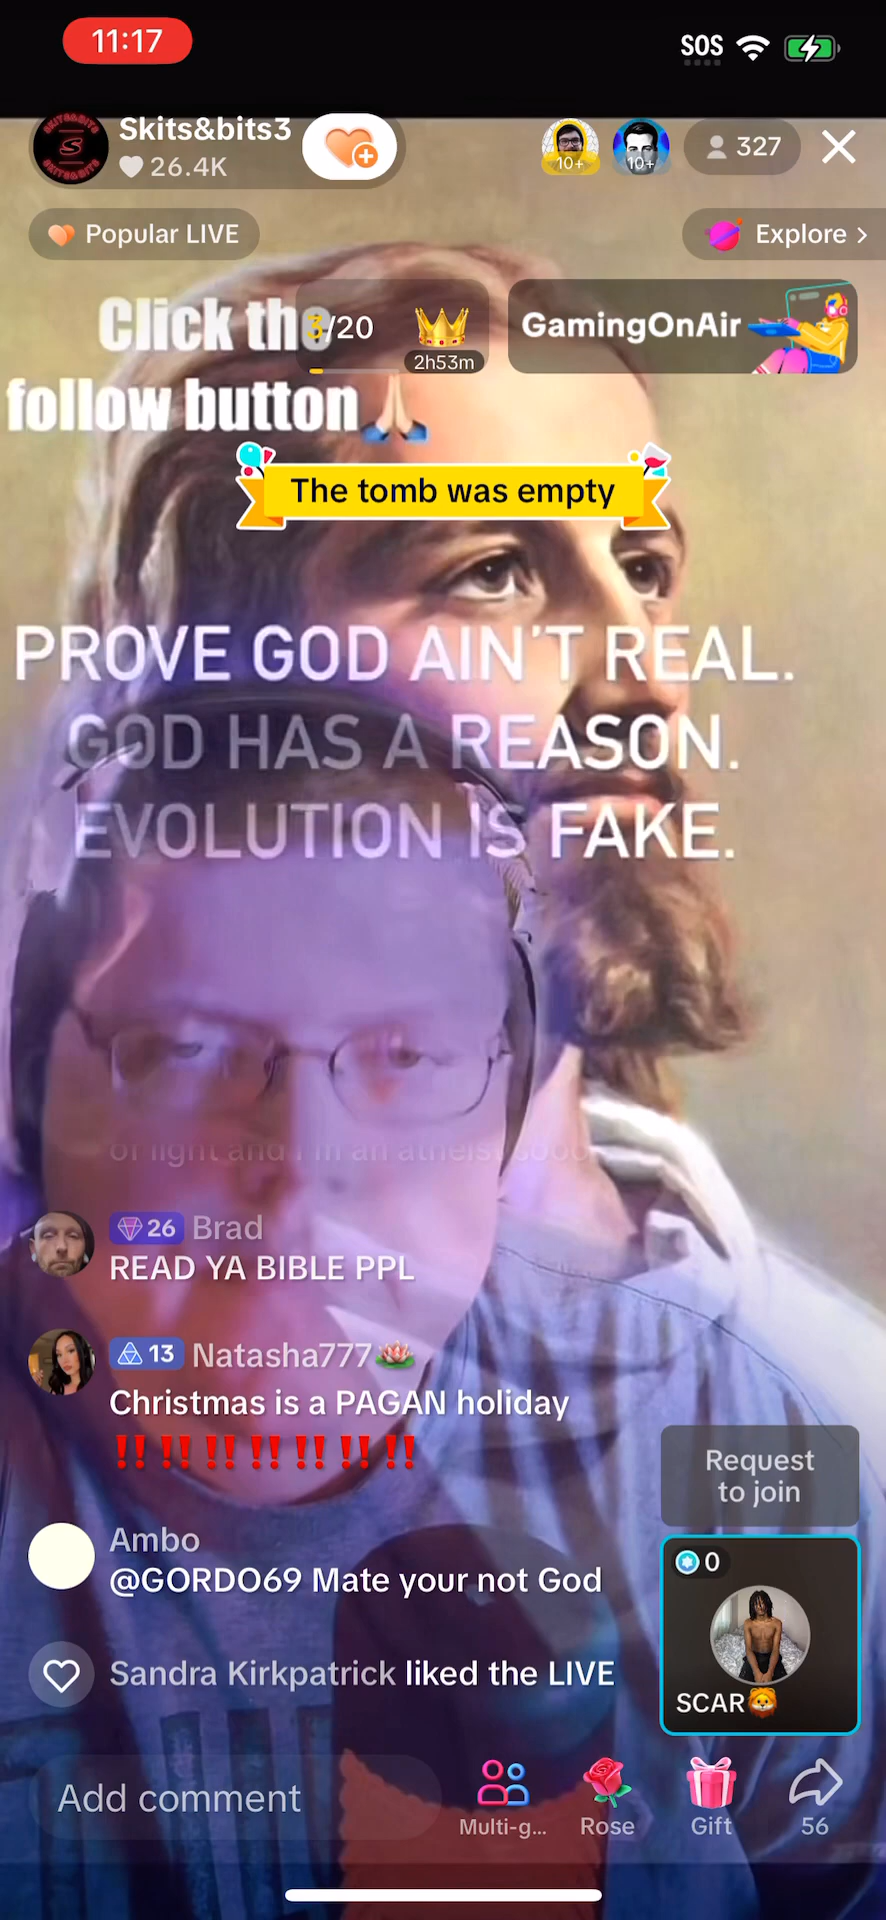 11:17
SOS
Skits&bits3
26.4K
10+
10+
327
Popular LIVE
Explore >
Click the
3/20
2h53m
GamingOnAir
follow button🙏🏻
The tomb was empty
PROVE GOD AIN'T REAL.
GOD HAS A REASON.
EVOLUTION IS FAKE.
26 Brad
READ YA BIBLE PPL
13 Natasha777🪷
Christmas is a PAGAN holiday
‼️‼️‼️‼️‼️‼️‼️
Ambo
@GORDO69 Mate your not God
Sandra Kirkpatrick liked the LIVE
Request
to join
0
SCAR🦁
Add comment
Multi-g...
Rose
Gift
56